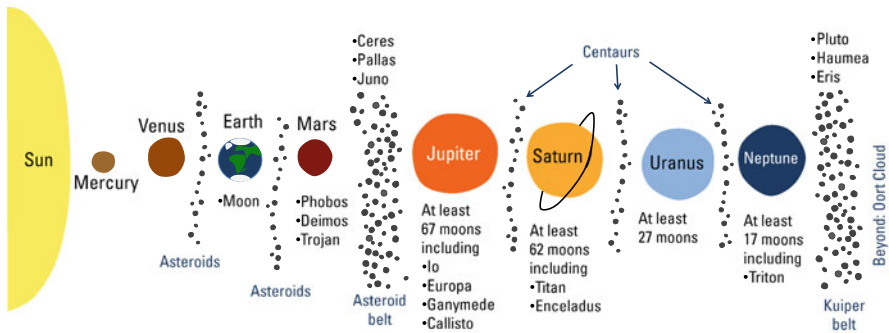 Sun
Mercury
Venus
Asteroids
Earth
•Moon
Asteroids
Mars
•Phobos
•Deimos
•Trojan
•Ceres
•Pallas
•Juno
Asteroid
belt
Jupiter
At least
67 moons
including
•Io
•Europa
•Ganymede
•Callisto
Centaurs
Saturn
At least
62 moons
including
•Titan
•Enceladus
Uranus
At least
27 moons
Neptune
At least
17 moons
including
•Triton
•Pluto
•Haumea
•Eris
Kuiper
belt
Beyond: Oort Cloud